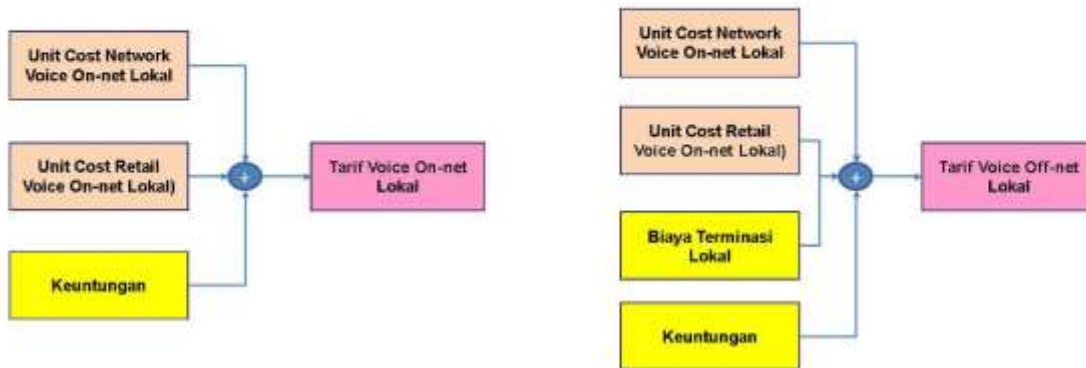 Unit Cost Network
Voice On-net Lokal
Unit Cost Retail
Voice On-net Lokal)
Keuntungan
+
Tarif Voice On-net
Lokal
Unit Cost Network
Voice On-net Lokal
Unit Cost Retail
Voice On-net Lokal)
Biaya Terminasi
Lokal
Keuntungan
+
Tarif Voice Off-net
Lokal